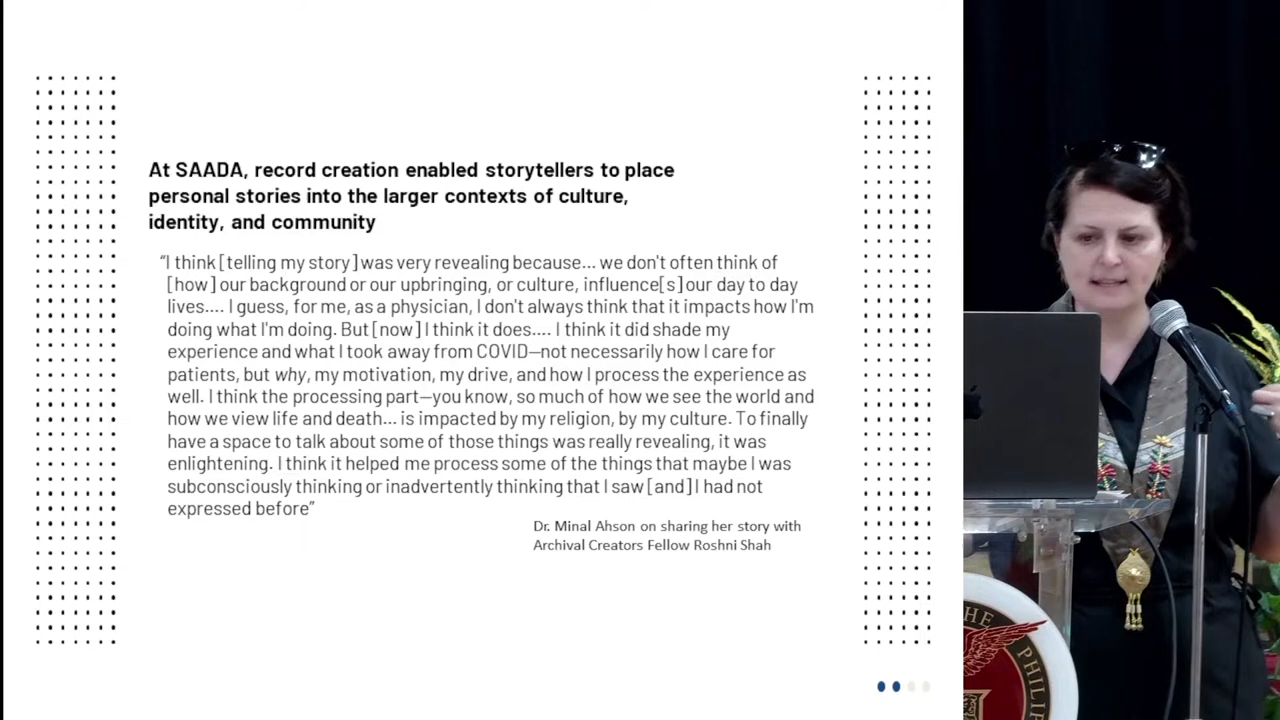 At SAADA, record creation enabled storytellers to place
personal stories into the larger contexts of culture,
identity, and community
“I think [telling my story] was very revealing because... we don't often think of
[how] our background or our upbringing, or culture, influence[s] our day to day
lives.... I guess, for me, as a physician, I don't always think that it impacts how I'm
doing what I'm doing. But [now] I think it does.... I think it did shade my
experience and what I took away from COVID—not necessarily how I care for
patients, but why, my motivation, my drive, and how I process the experience as
well. I think the processing part—you know, so much of how we see the world and
how we view life and death... is impacted by my religion, by my culture. To finally
have a space to talk about some of those things was really revealing, it was
enlightening. I think it helped me process some of the things that maybe I was
subconsciously thinking or inadvertently thinking that I saw [and] I had not
expressed before”
Dr. Minal Ahson on sharing her story with
Archival Creators Fellow Roshni Shah
THE
PHILI